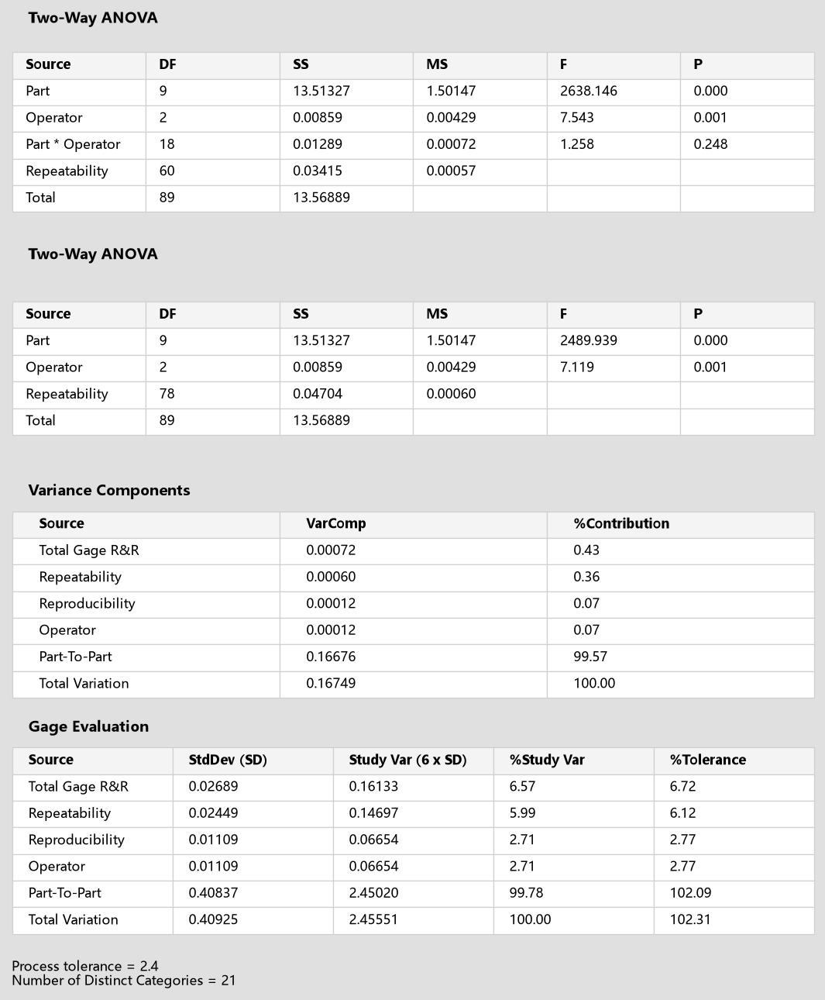 Two-Way ANOVA
Source DF SS MS F P
Part 9 13.51327 1.50147 2638.146 0.000
Operator 2 0.00859 0.00429 7.543 0.001
Part * Operator 18 0.01289 0.00072 1.258 0.248
Repeatability 60 0.03415 0.00057
Total 89 13.56889
Two-Way ANOVA
Source DF SS MS F P
Part 9 13.51327 1.50147 2489.939 0.000
Operator 2 0.00859 0.00429 7.119 0.001
Repeatability 78 0.04704 0.00060
Total 89 13.56889
Variance Components
Source VarComp %Contribution
Total Gage R&R 0.00072 0.43
Repeatability 0.00060 0.36
Reproducibility 0.00012 0.07
Operator 0.00012 0.07
Part-To-Part 0.16676 99.57
Total Variation 0.16749 100.00
Gage Evaluation
Source StdDev (SD) Study Var (6 x SD) %Study Var %Tolerance
Total Gage R&R 0.02689 0.16133 6.57 6.72
Repeatability 0.02449 0.14697 5.99 6.12
Reproducibility 0.01109 0.06654 2.71 2.77
Operator 0.01109 0.06654 2.71 2.77
Part-To-Part 0.40837 2.45020 99.78 102.09
Total Variation 0.40925 2.45551 100.00 102.31
Process tolerance = 2.4
Number of Distinct Categories = 21